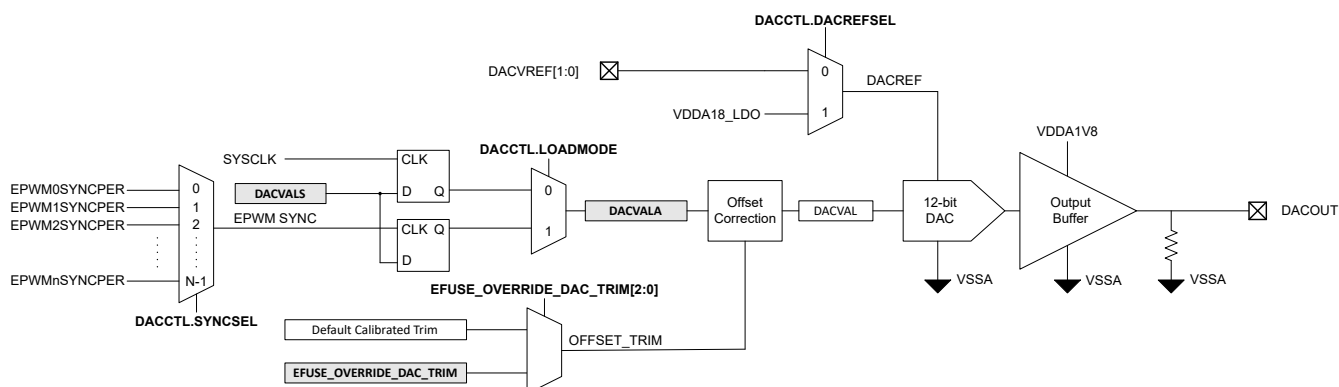 DACCTL.DACREFSEL
DACVREF[1:0]
0
DACREF
VDDA18_LDO
1
VDDA1V8
SYSCLK
CLK
DACCTL.LOADMODE
EPWM0SYNCPER
0
DACVALS
D
Q
0
EPWM1SYNCPER
1
EPWM2SYNCPER
2
EPWM SYNC
CLK
Q
1
D
DACVALA
Offset
Correction
DACVAL
12-bit
DAC
Output
Buffer
DACOUT
EPWMnSYNCPER
N-1
VSSA
VSSA
VSSA
DACCTL.SYNCSEL
EFUSE_OVERRIDE_DAC_TRIM[2:0]
Default Calibrated Trim
OFFSET_TRIM
EFUSE_OVERRIDE_DAC_TRIM